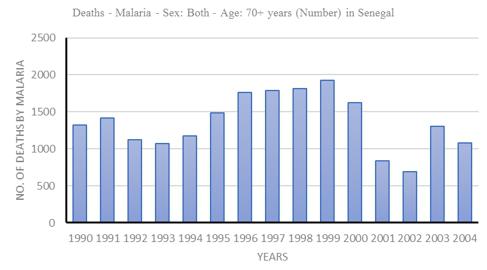 Deaths - Malaria - Sex: Both - Age: 70+ years (Number) in Senegal
2500
2000
1500
1000
500
0
NO. OF DEATHS BY MALARIA
1990 1991 1992 1993 1994 1995 1996 1997 1998 1999 2000 2001 2002 2003 2004
YEARS